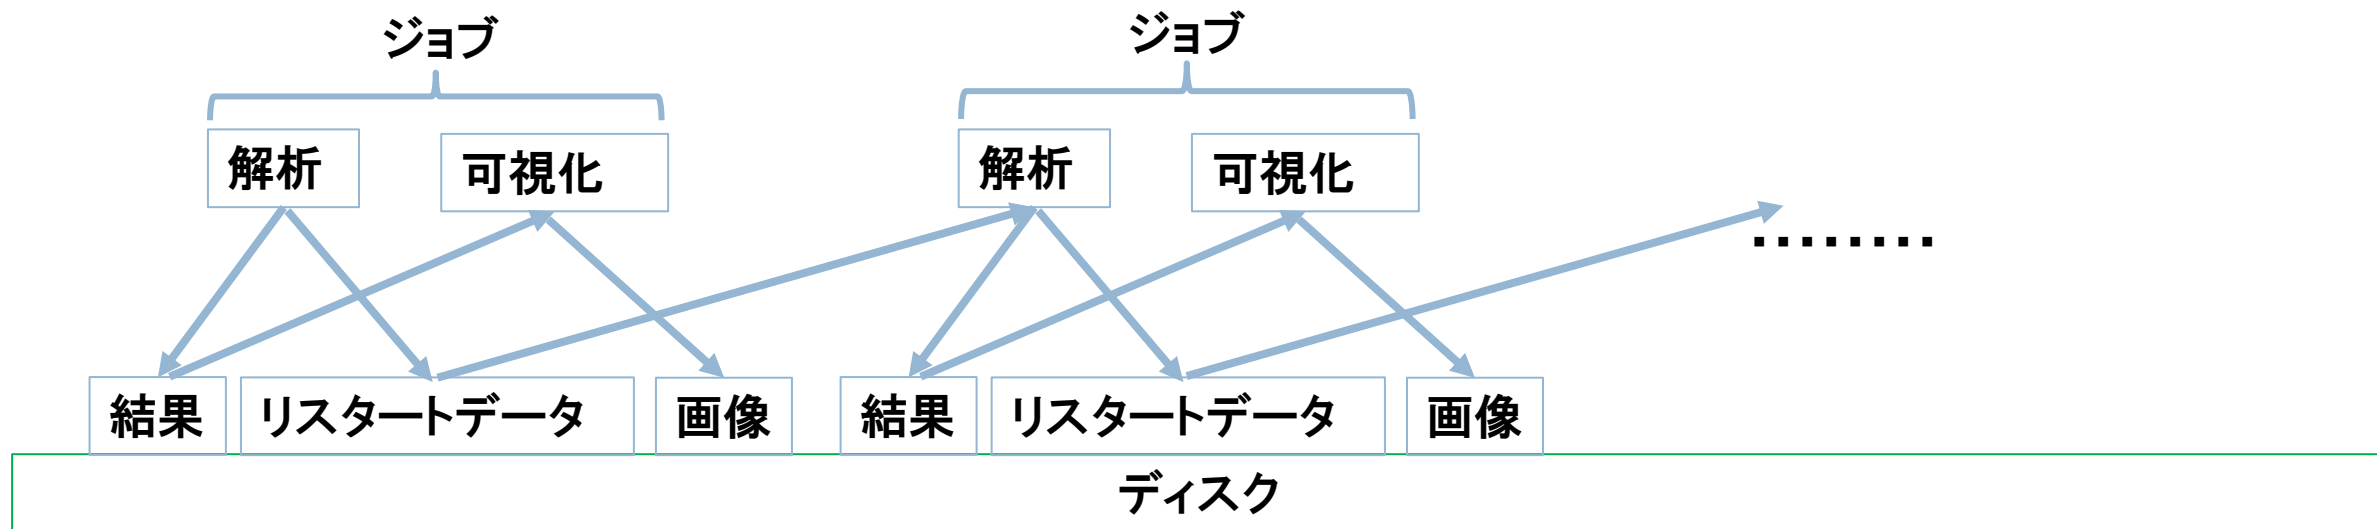 ジョブ
ジョブ
解析
可視化
解析
可視化
........
結果
リスタートデータ
画像
結果
リスタートデータ
画像
ディスク